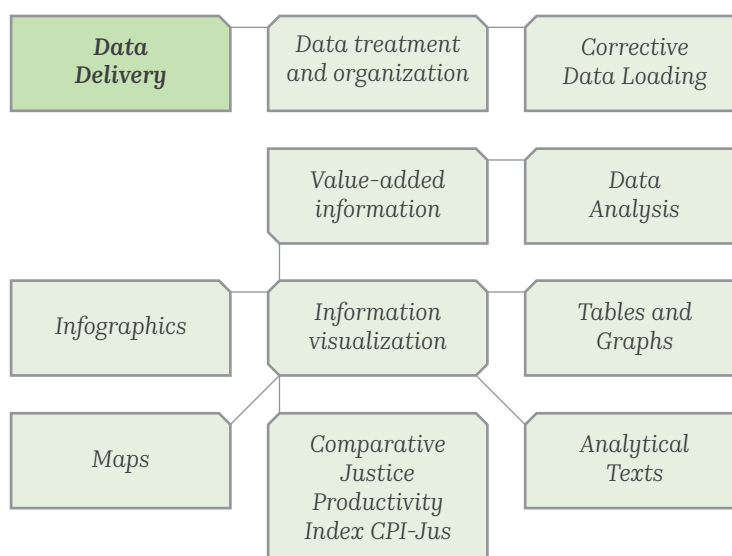 Data
Delivery
Data treatment
and organization
Corrective
Data Loading
Value-added
information
Data
Analysis
Infographics
Information
visualization
Tables and
Graphs
Maps
Comparative
Justice
Productivity
Index CPI-Jus
Analytical
Texts